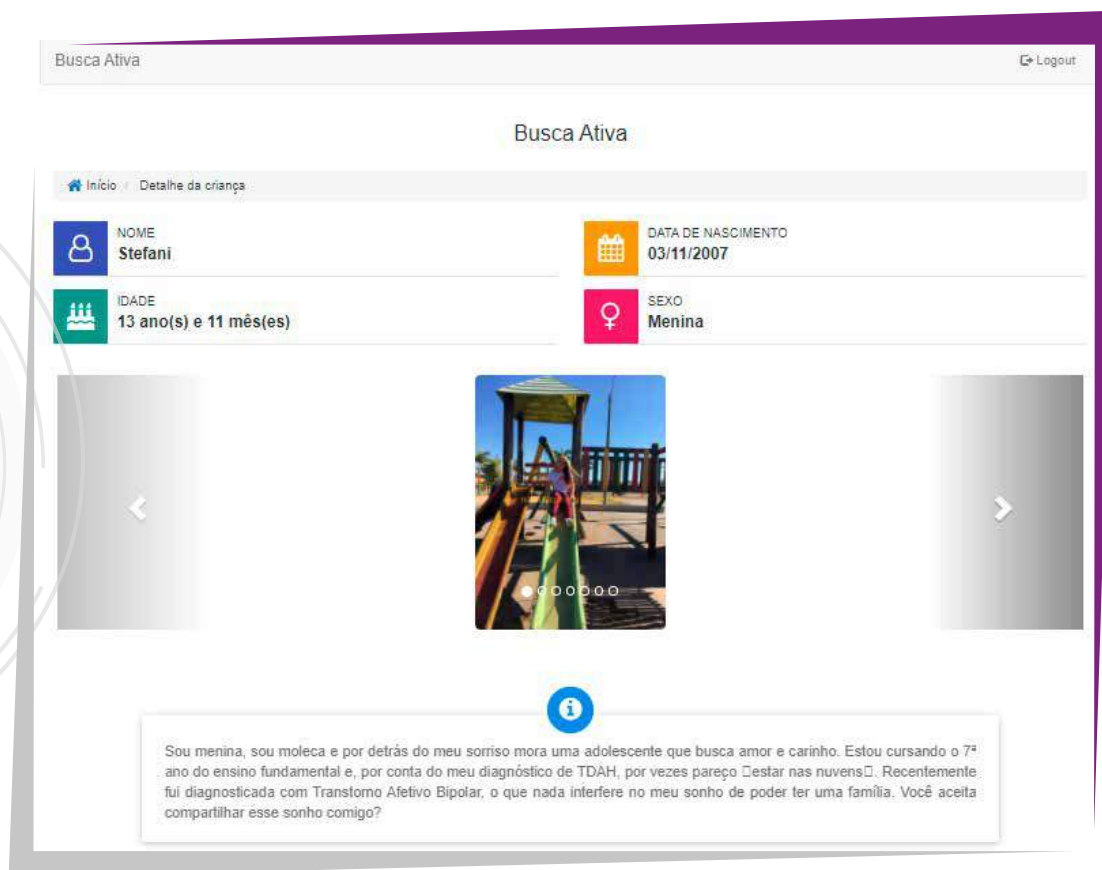 Busca Ativa
Logout
Busca Ativa
Início / Detalhe da criança
NOME
Stefani
DATA DE NASCIMENTO
03/11/2007
IDADE
13 ano(s) e 11 mês(es)
SEXO
Menina
Sou menina, sou moleca e por detrás do meu sorriso mora uma adolescente que busca amor e carinho. Estou cursando o 7ª
ano do ensino fundamental e, por conta do meu diagnóstico de TDAH, por vezes pareço □estar nas nuvens□. Recentemente
fui diagnosticada com Transtorno Afetivo Bipolar, o que nada interfere no meu sonho de poder ter uma família. Você aceita
compartilhar esse sonho comigo?